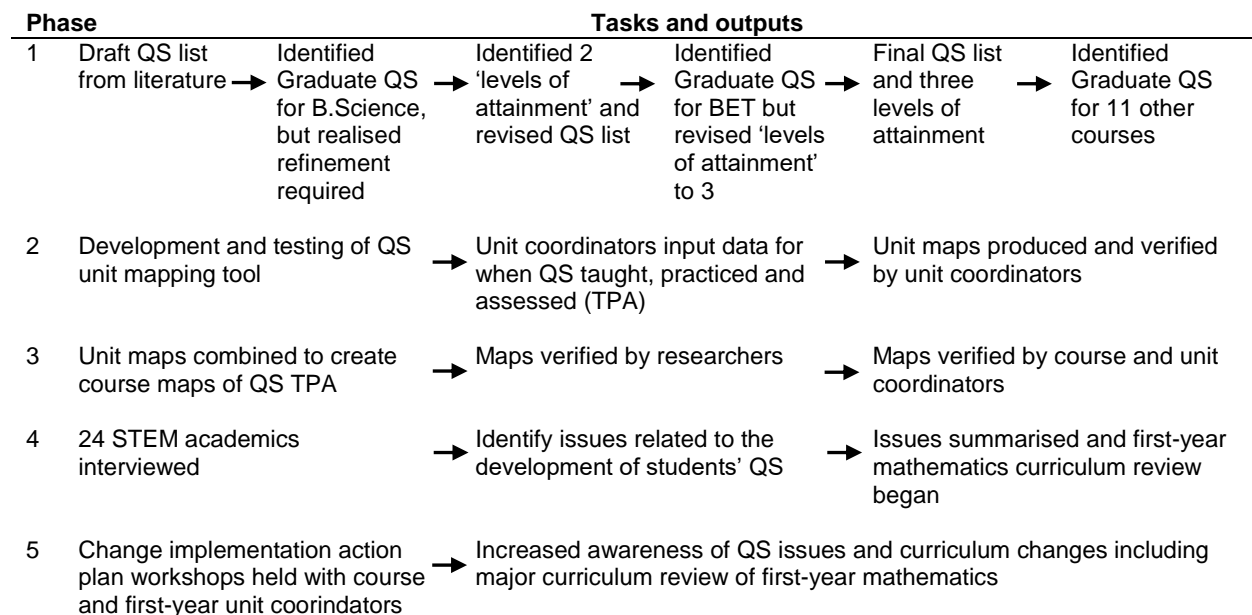 Phase Tasks and outputs
1 Draft QS list Identified Identified 2 Identified Final QS list Identified
from literature Graduate QS ‘levels of Graduate QS and three Graduate QS
for B.Science, attainment’ and for BET but levels of for 11 other
but realised revised QS list revised ‘levels attainment courses
refinement of attainment’
required to 3
2 Development and testing of QS Unit coordinators input data for Unit maps produced and verified
unit mapping tool when QS taught, practiced and by unit coordinators
assessed (TPA)
3 Unit maps combined to create Maps verified by researchers Maps verified by course and unit
course maps of QS TPA coordinators
4 24 STEM academics Identify issues related to the Issues summarised and first-year
interviewed development of students’ QS mathematics curriculum review
began
5 Change implementation action Increased awareness of QS issues and curriculum changes including
plan workshops held with course major curriculum review of first-year mathematics
and first-year unit coorindators